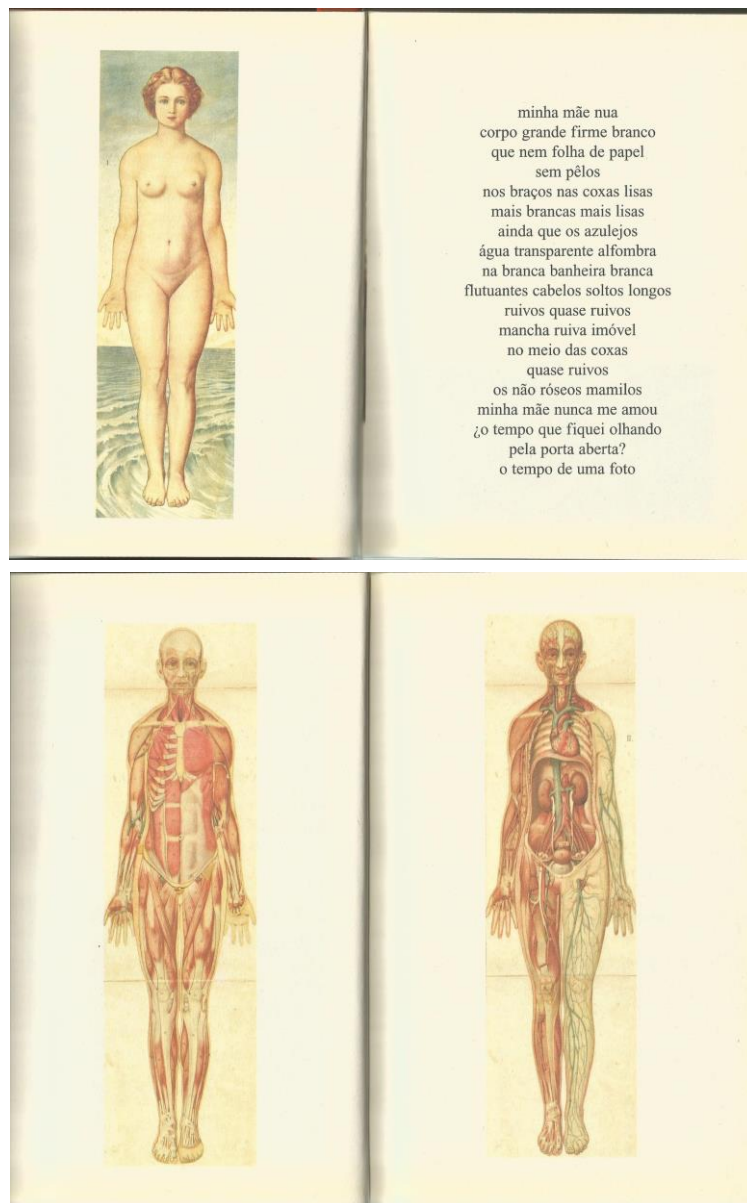 minha mãe nua
corpo grande firme branco
que nem folha de papel
sem pêlos
nos braços nas coxas lisas
mais brancas mais lisas
ainda que os azulejos
água transparente alfombra
na branca banheira branca
flutuantes cabelos soltos longos
ruivos quase ruivos
mancha ruiva imóvel
no meio das coxas
quase ruivos
os não róseos mamilos
minha mãe nunca me amou
¿o tempo que fiquei olhando
pela porta aberta?
o tempo de uma foto